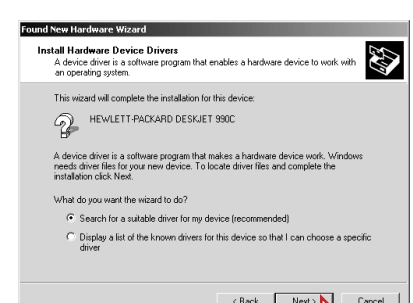 Found New Hardware Wizard
Install Hardware Device Drivers
A device driver is a software program that enables a hardware device to work with
an operating system.
This wizard will complete the installation for this device:
HEWLETT-PACKARD DESKJET 990C
A device driver is a software program that makes a hardware device work. Windows
needs driver files for your new device. To locate driver files and complete the
installation click Next.
What do you want the wizard to do?
Search for a suitable driver for my device (recommended)
Display a list of the known drivers for this device so that I can choose a specific
driver
< Back Next > Cancel